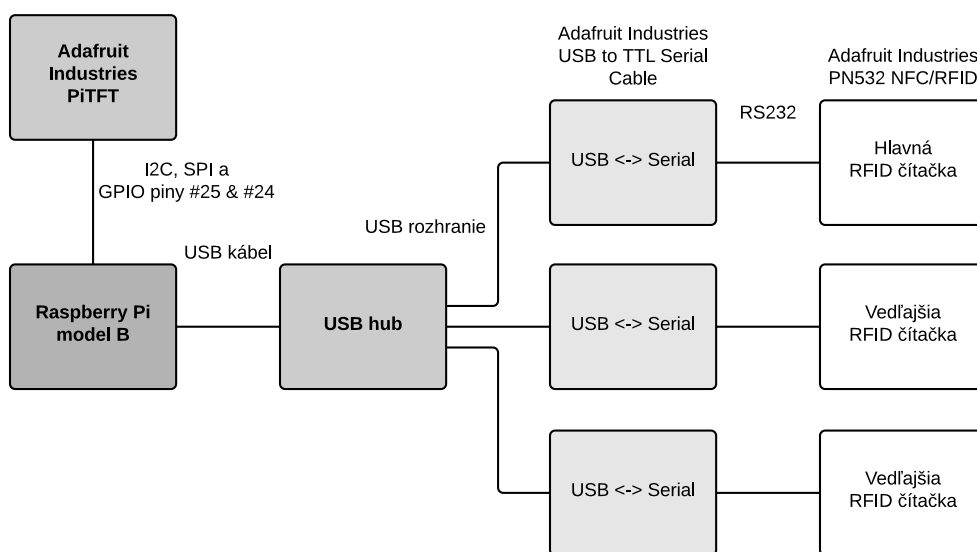 Adafruit
Industries
PiTFT
I2C, SPI a
GPIO piny #25 & #24
Raspberry Pi
model B
USB kábel
USB hub
USB rozhranie
Adafruit Industries
USB to TTL Serial
Cable
USB <-> Serial
USB <-> Serial
USB <-> Serial
RS232
Adafruit Industries
PN532 NFC/RFID
Hlavná
RFID čítačka
Vedľajšia
RFID čítačka
Vedľajšia
RFID čítačka